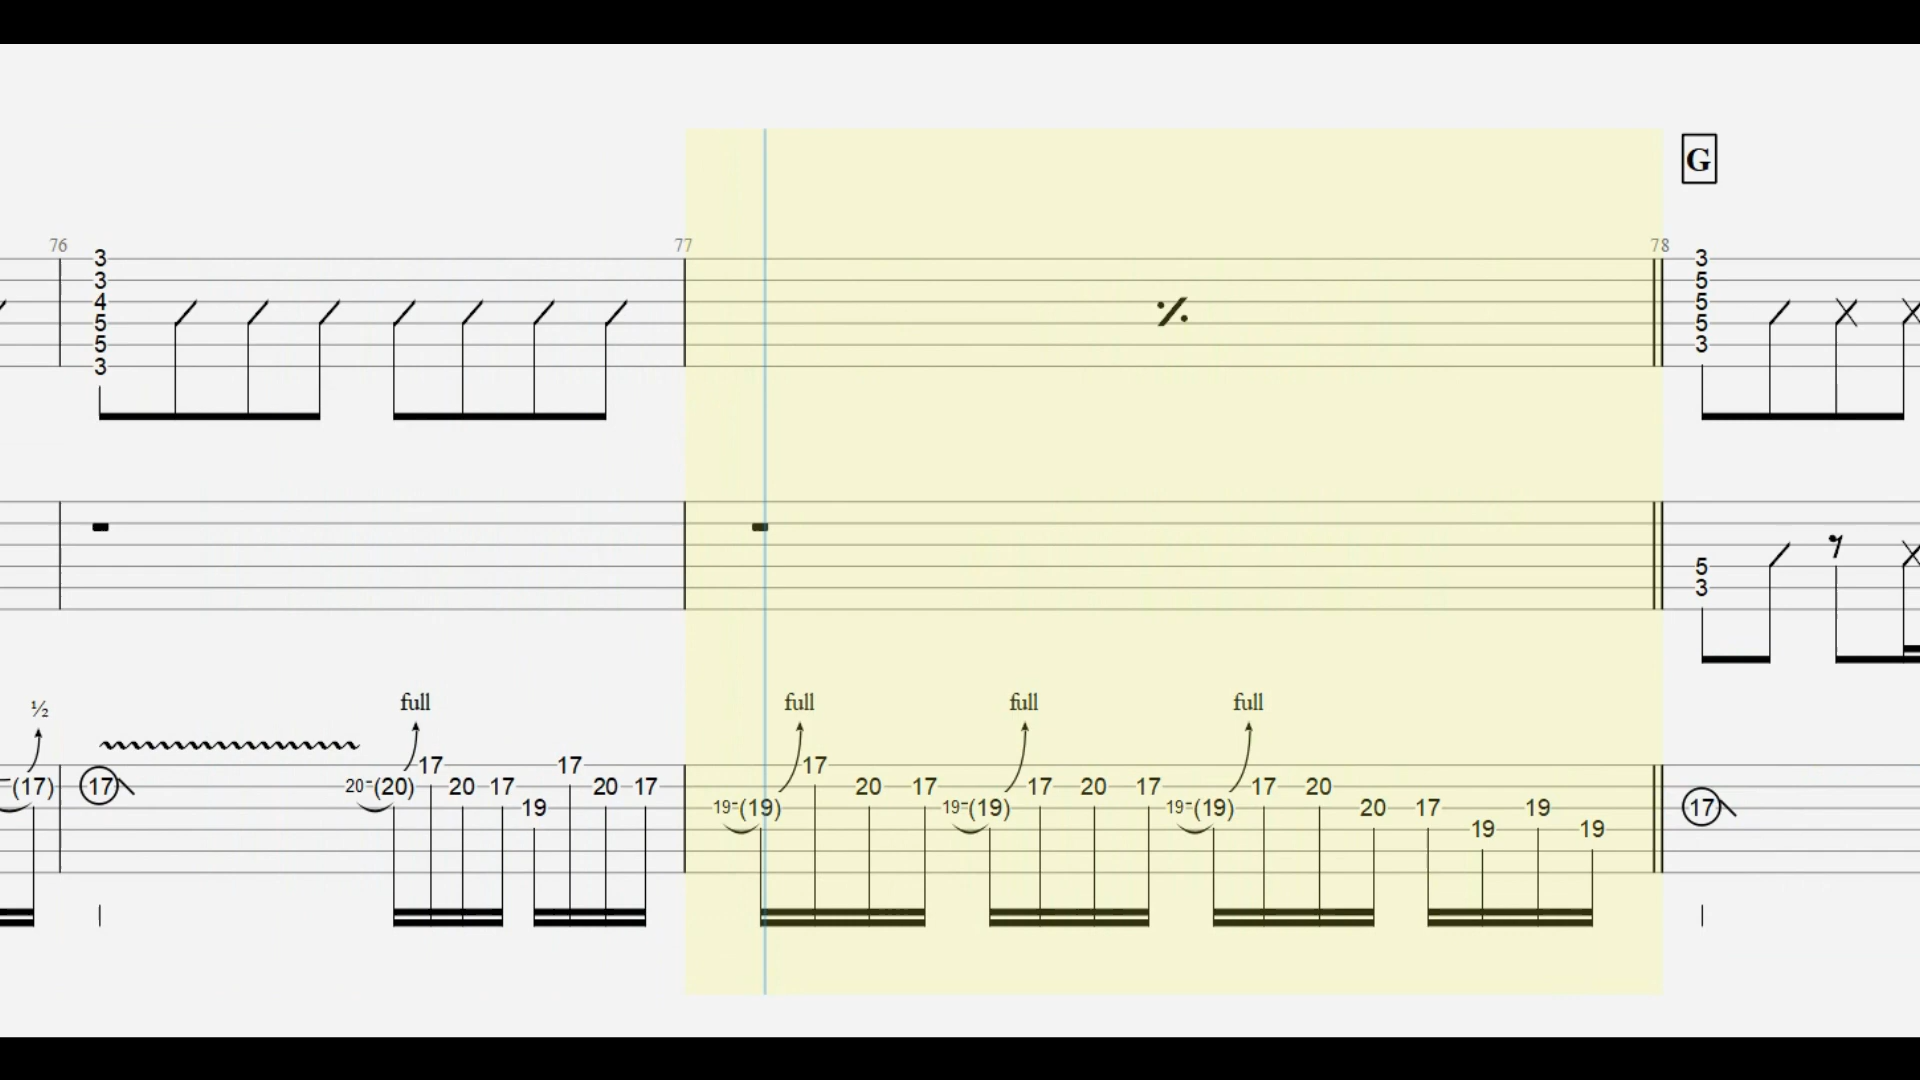 G
76 77 78
3 3
3 5
4 5
5 5
5 3
3
5
3
½ full full full full
17 17 17
(17) 17 20-(20) 20 17 20 17 20 17 17 20 17 17 20
19 19-(19) 19-(19) 19-(19) 20 17 19 17
19 19